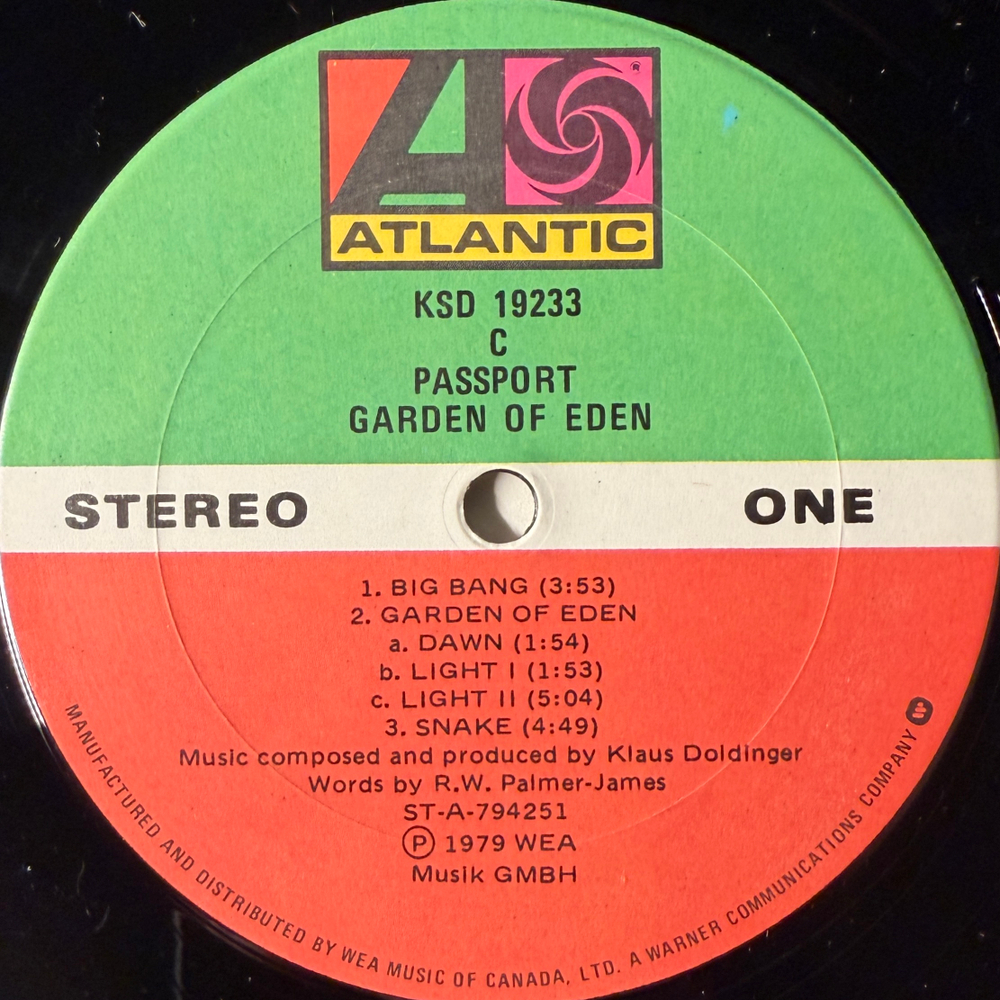 ATLANTIC
KSD 19233
C
PASSPORT
GARDEN OF EDEN
STEREO
ONE
1. BIG BANG (3:53)
2. GARDEN OF EDEN
a. DAWN (1:54)
b. LIGHT I (1:53)
c. LIGHT II (5:04)
3. SNAKE (4:49)
Music composed and produced by Klaus Doldinger
Words by R.W. Palmer-James
ST-A-794251
Ⓟ 1979 WEA
Musik GMBH
MANUFACTURED AND DISTRIBUTED BY WEA MUSIC OF CANADA, LTD. A WARNER COMMUNICATIONS COMPANY